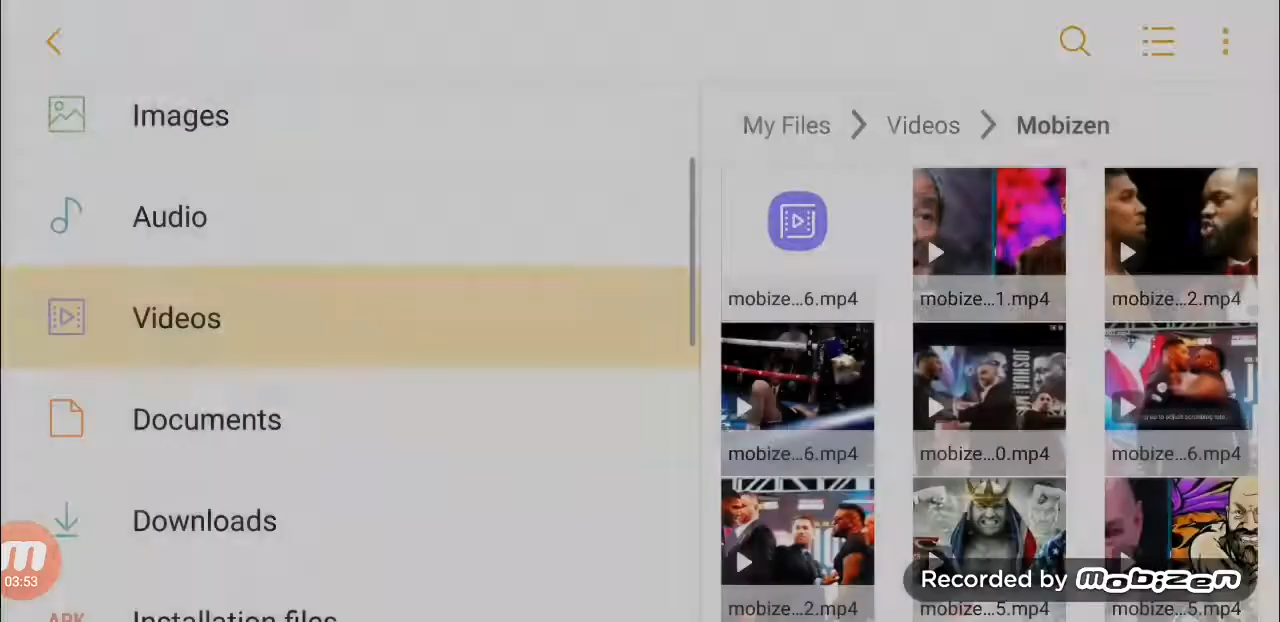 Images
Audio
Videos
Documents
Downloads
Installation files
APK
My Files > Videos > Mobizen
mobize...6.mp4
mobize...1.mp4
mobize...2.mp4
mobize...6.mp4
mobize...0.mp4
mobize...6.mp4
mobize...2.mp4
mobize...5.mp4
mobize...5.mp4
JOSHUA
m
03:53
Recorded by mobizen